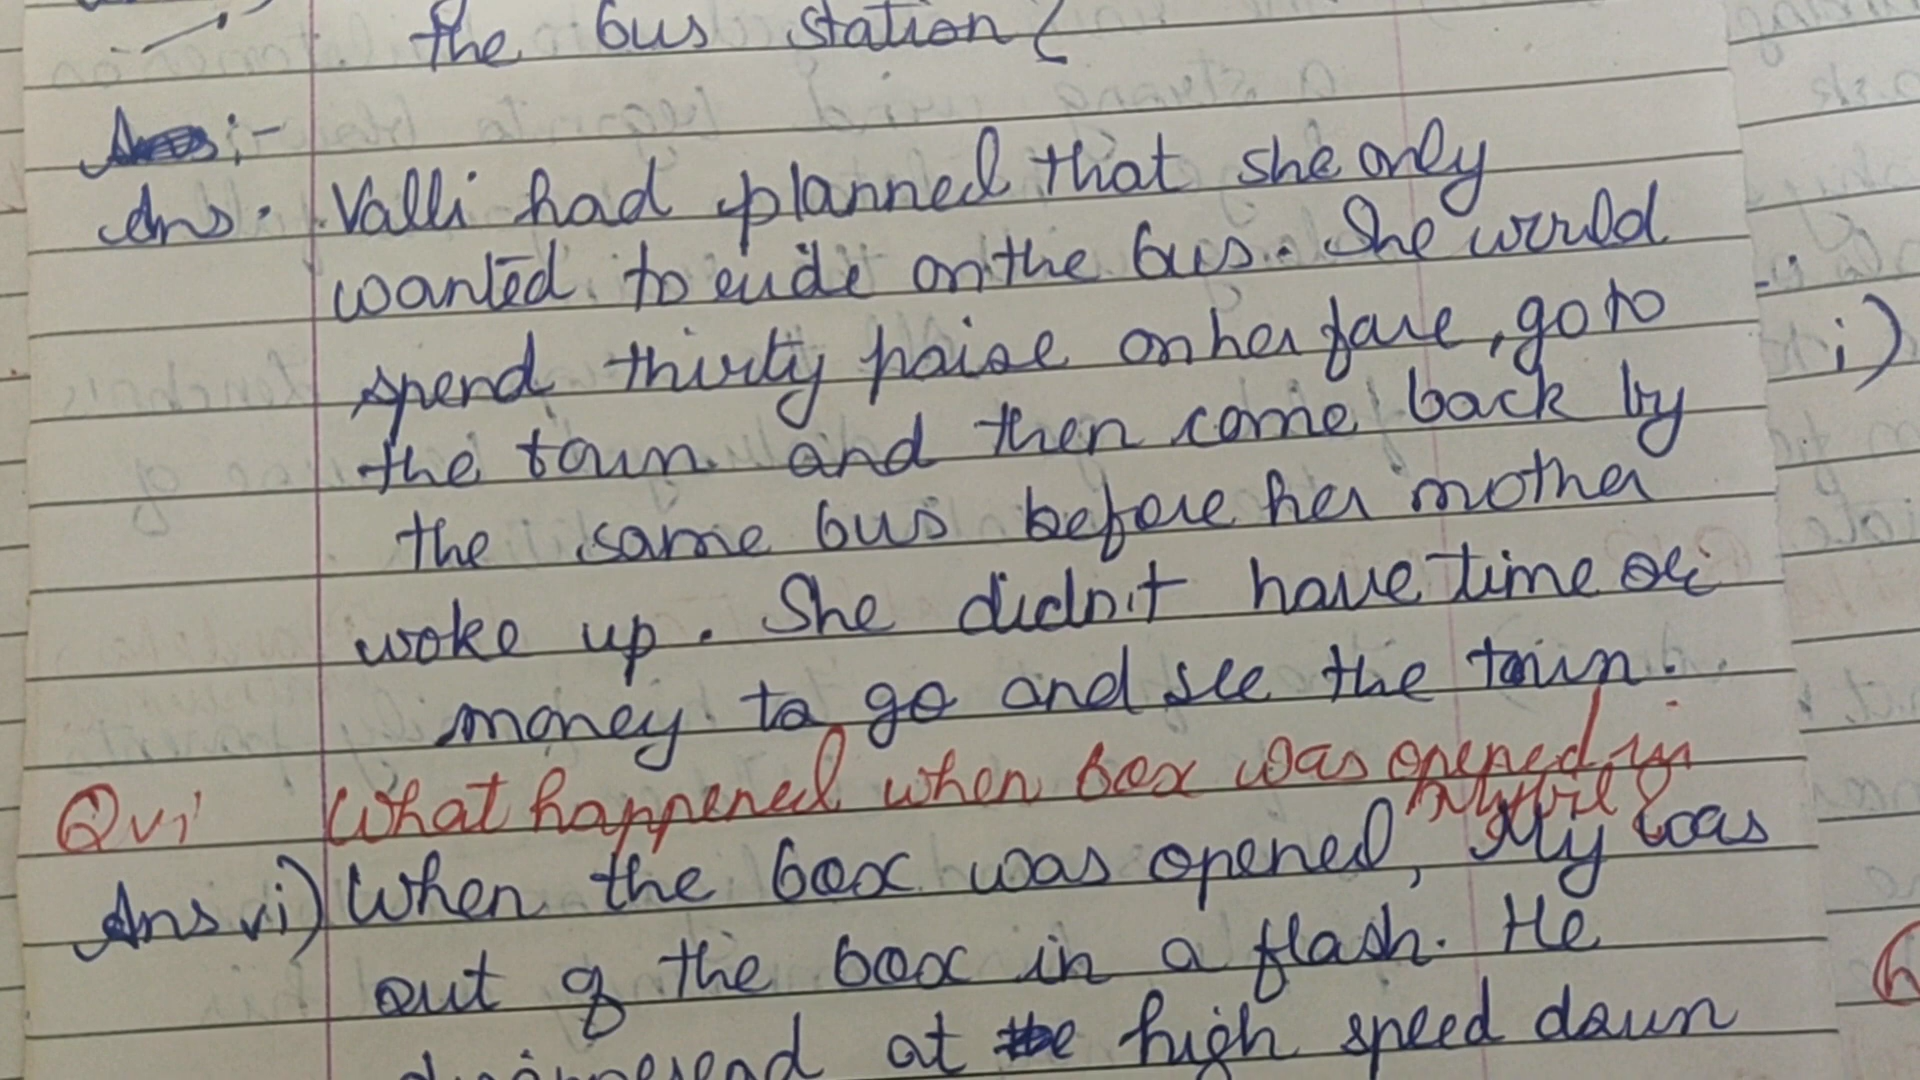 the bus station?
Ans:-
Ans. Valli had planned that she only
wanted to ride on the bus. She would
spend thirty paise on her fare, go to
the town and then come back by
the same bus before her mother
woke up. She didn't have time or
money to go and see the town.
Qvi What happened when box was opened in
When the box was opened, My was
Ans vi)
out of the box in a flash. He
at the high speed down
i)